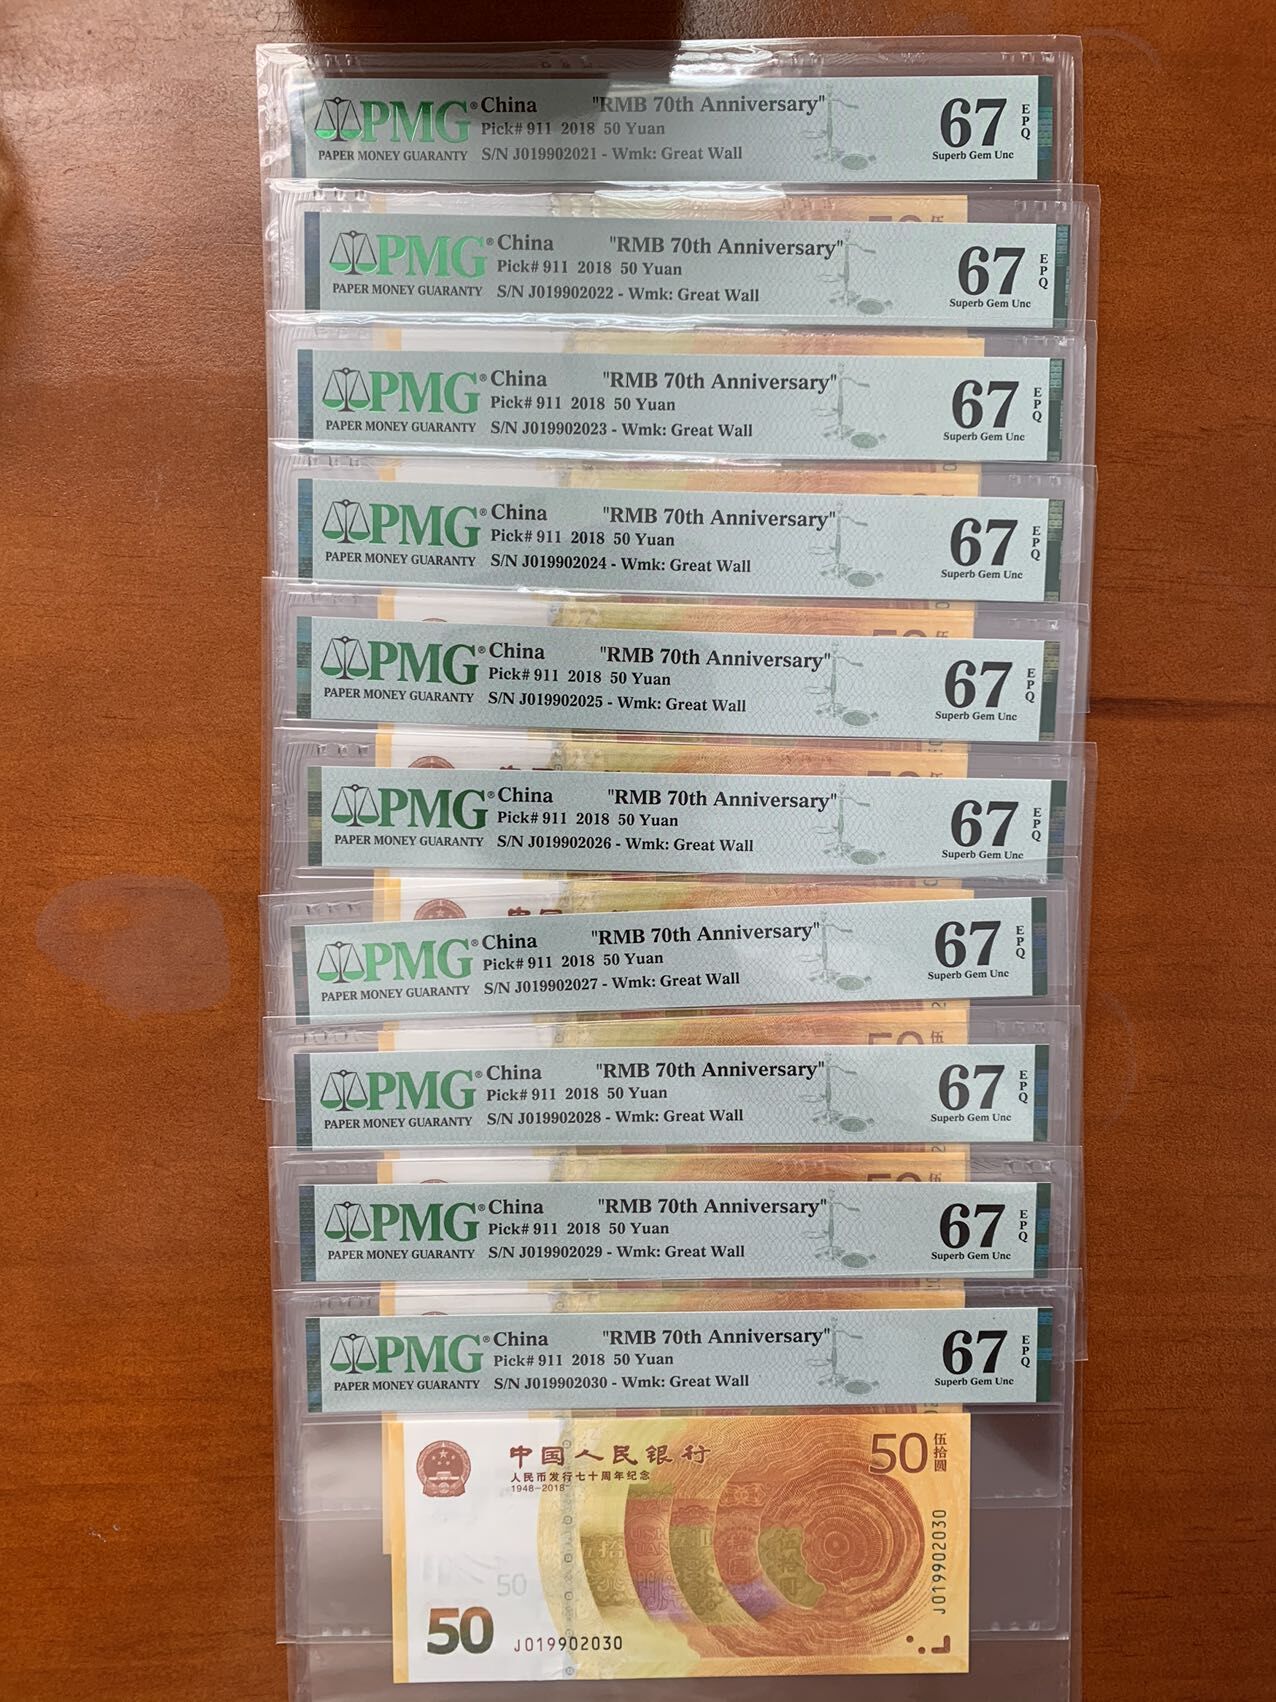 PMG® China "RMB 70th Anniversary" 67 EPQ
Pick# 911 2018 50 Yuan
PAPER MONEY GUARANTY S/N J019902021 - Wmk: Great Wall Superb Gem Unc
50 伍
PMG® China "RMB 70th Anniversary" 67 EPQ
Pick# 911 2018 50 Yuan
PAPER MONEY GUARANTY S/N J019902022 - Wmk: Great Wall Superb Gem Unc
PMG® China "RMB 70th Anniversary" 67 EPQ
Pick# 911 2018 50 Yuan
PAPER MONEY GUARANTY S/N J019902023 - Wmk: Great Wall Superb Gem Unc
PMG® China "RMB 70th Anniversary" 67 EPQ
Pick# 911 2018 50 Yuan
PAPER MONEY GUARANTY S/N J019902024 - Wmk: Great Wall Superb Gem Unc
50 伍
PMG® China "RMB 70th Anniversary" 67 EPQ
Pick# 911 2018 50 Yuan
PAPER MONEY GUARANTY S/N J019902025 - Wmk: Great Wall Superb Gem Unc
50
PMG® China "RMB 70th Anniversary" 67 EPQ
Pick# 911 2018 50 Yuan
PAPER MONEY GUARANTY S/N J019902026 - Wmk: Great Wall Superb Gem Unc
中国
PMG® China "RMB 70th Anniversary" 67 EPQ
Pick# 911 2018 50 Yuan
PAPER MONEY GUARANTY S/N J019902027 - Wmk: Great Wall Superb Gem Unc
50 伍
PMG® China "RMB 70th Anniversary" 67 EPQ
Pick# 911 2018 50 Yuan
PAPER MONEY GUARANTY S/N J019902028 - Wmk: Great Wall Superb Gem Unc
50 伍
PMG® China "RMB 70th Anniversary" 67 EPQ
Pick# 911 2018 50 Yuan
PAPER MONEY GUARANTY S/N J019902029 - Wmk: Great Wall Superb Gem Unc
PMG® China "RMB 70th Anniversary" 67 EPQ
Pick# 911 2018 50 Yuan
PAPER MONEY GUARANTY S/N J019902030 - Wmk: Great Wall Superb Gem Unc
中国人民银行 50 伍拾圆
人民币发行七十周年纪念
1948-2018
J019902030
50
50 J019902030